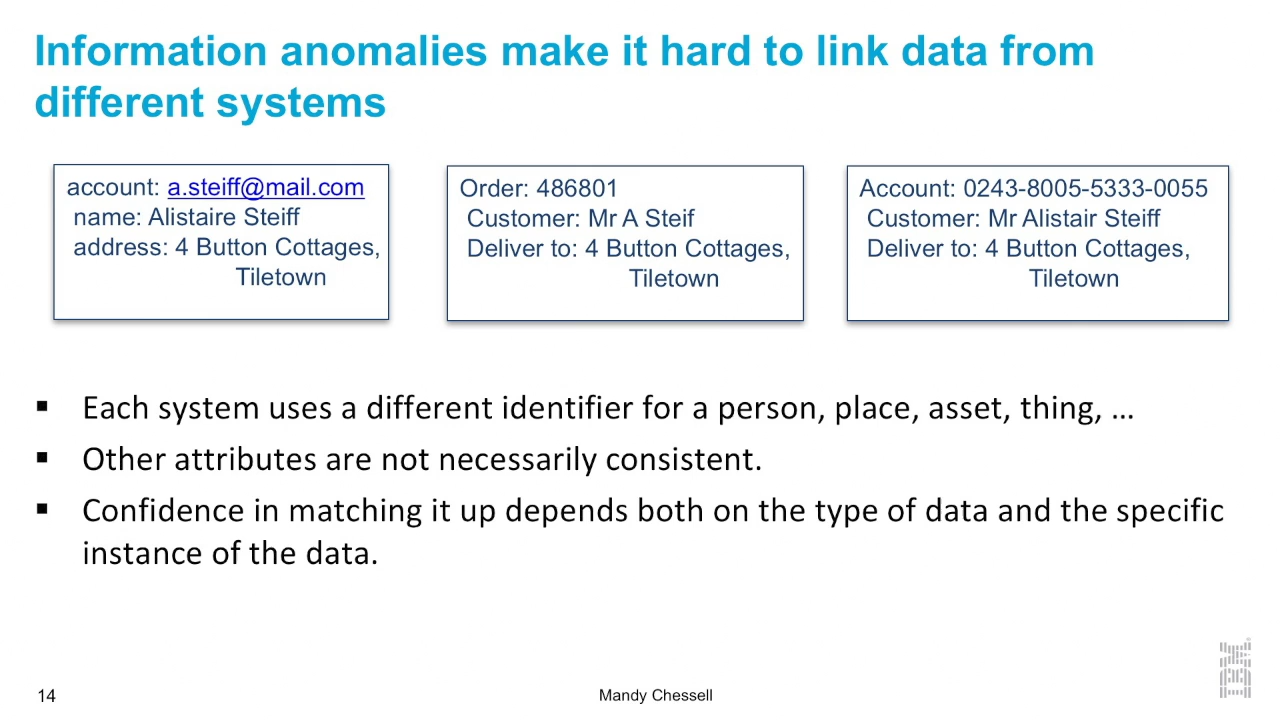 Information anomalies make it hard to link data from
different systems
account: a.steiff@mail.com
name: Alistaire Steiff
address: 4 Button Cottages,
Tiletown
Order: 486801
Customer: Mr A Steif
Deliver to: 4 Button Cottages,
Tiletown
Account: 0243-8005-5333-0055
Customer: Mr Alistair Steiff
Deliver to: 4 Button Cottages,
Tiletown
▪ Each system uses a different identifier for a person, place, asset, thing, …
▪ Other attributes are not necessarily consistent.
▪ Confidence in matching it up depends both on the type of data and the specific
instance of the data.
14
Mandy Chessell
IBM